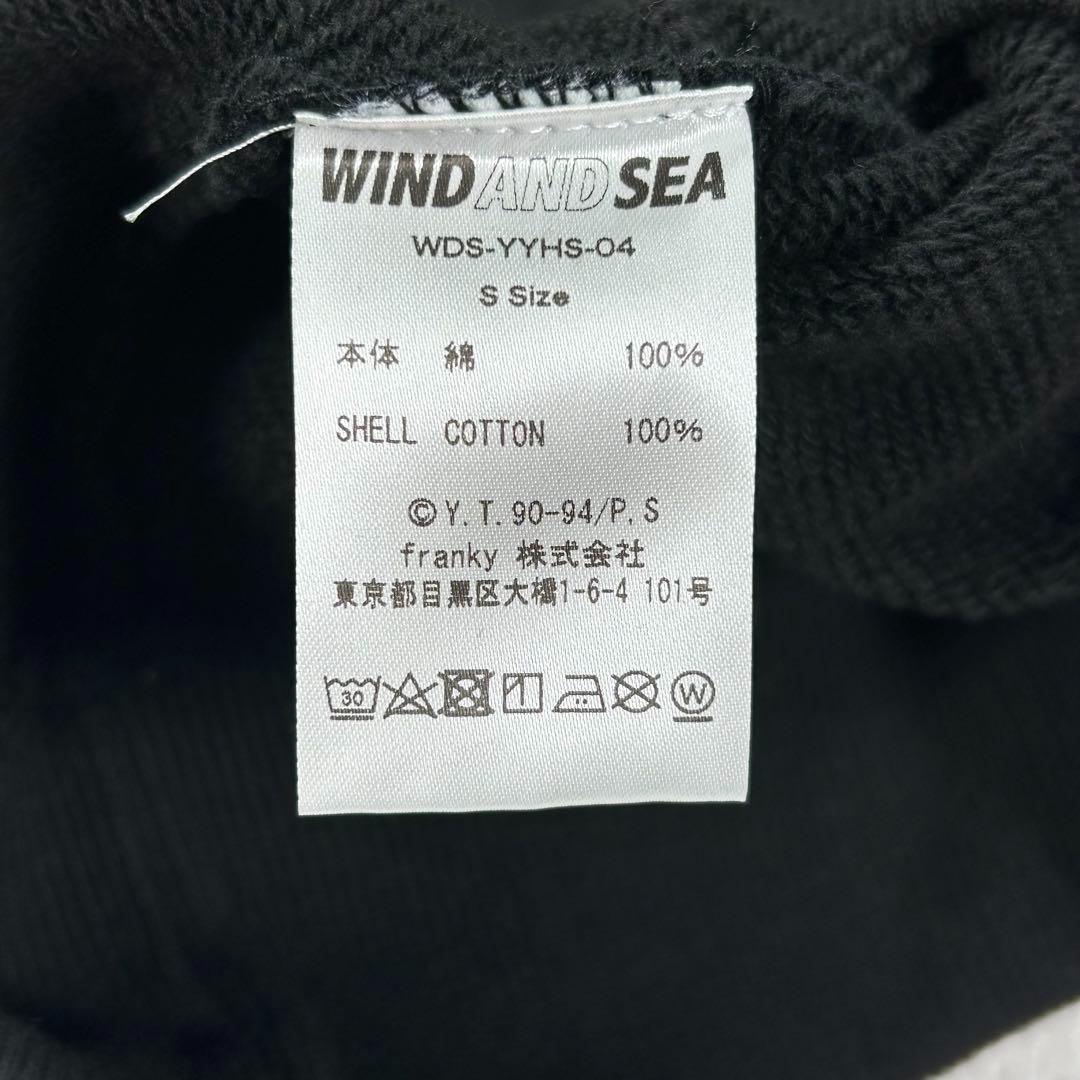 WIND AND SEA
WDS-YYHS-04
S Size
本体 綿 100%
SHELL COTTON 100%
©Y.T.90-94/P.S
franky 株式会社
東京都目黒区大橋1-6-4 101号
30 W